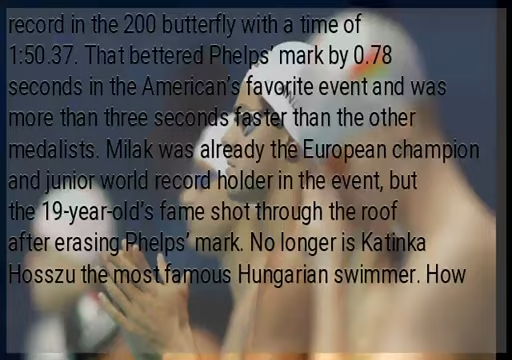 record in the 200 butterfly with a time of
1:50.37. That bettered Phelps’ mark by 0.78
seconds in the American’s favorite event and was
more than three seconds faster than the other
medalists. Milak was already the European champion
and junior world record holder in the event, but
the 19-year-old’s fame shot through the roof
after erasing Phelps’ mark. No longer is Katinka
Hosszu the most famous Hungarian swimmer. How